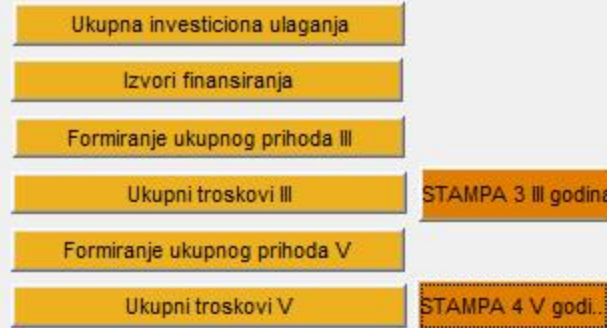 Ukupna investiciona ulaganja
Izvori finansiranja
Formiranje ukupnog prihoda III
Ukupni troskovi III
STAMPA 3 III godina
Formiranje ukupnog prihoda V
Ukupni troskovi V
STAMPA 4 V godi...